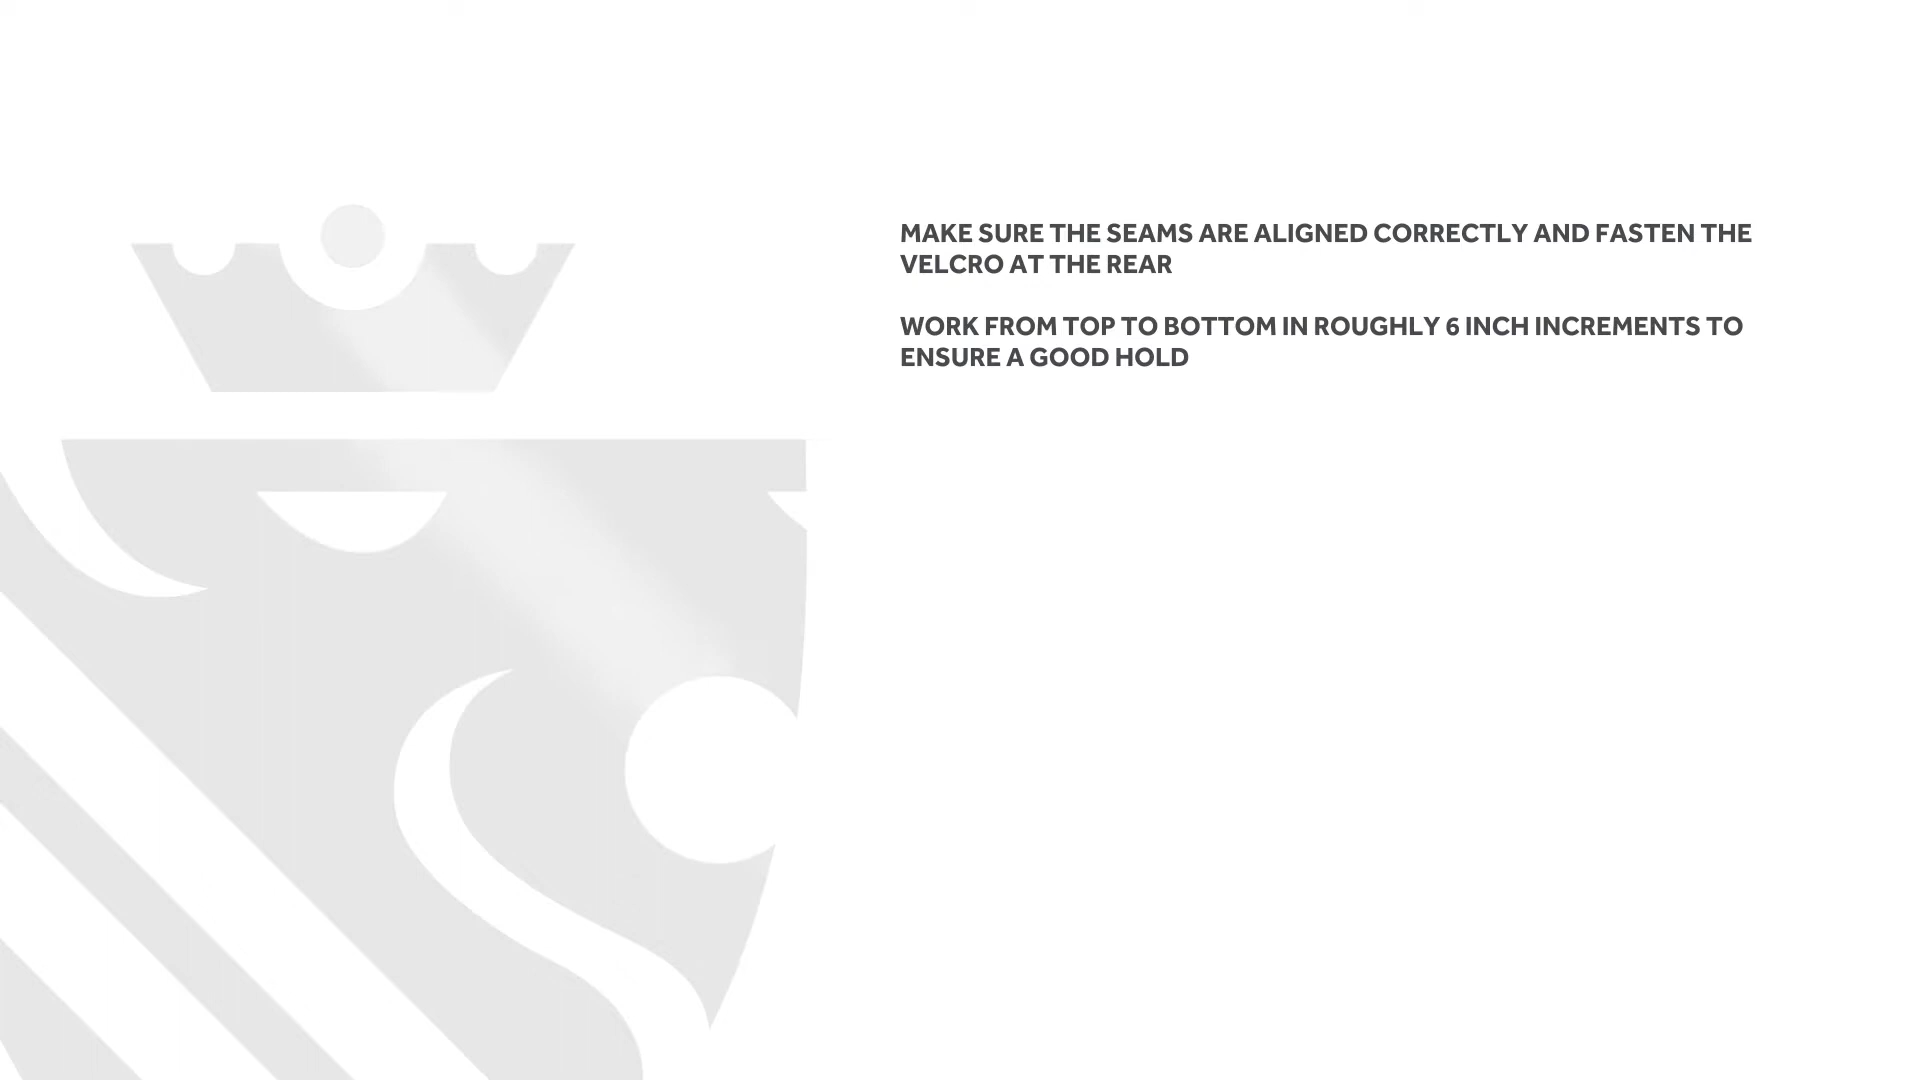 MAKE SURE THE SEAMS ARE ALIGNED CORRECTLY AND FASTEN THE
VELCRO AT THE REAR
WORK FROM TOP TO BOTTOM IN ROUGHLY 6 INCH INCREMENTS TO
ENSURE A GOOD HOLD